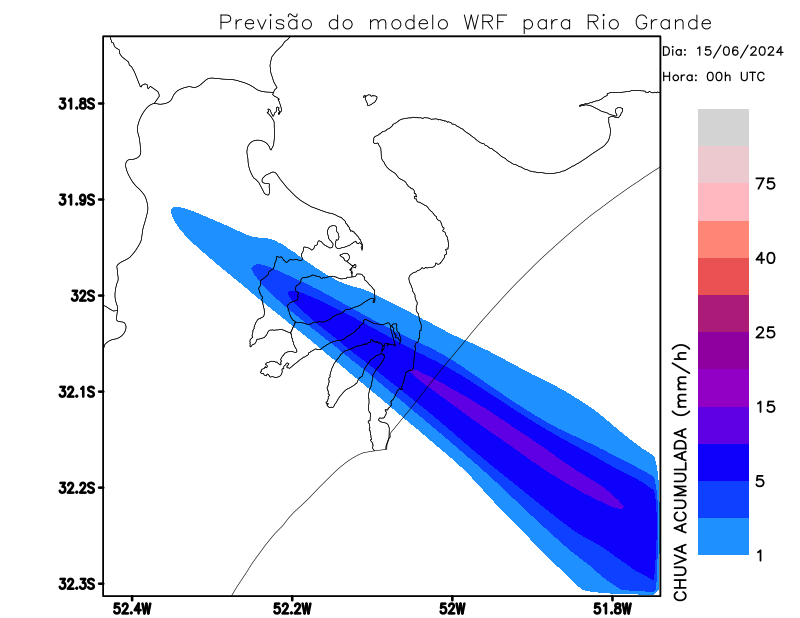 Previsão do modelo WRF para Rio Grande
Dia: 15/06/2024
Hora: 00h UTC
31.8S
31.9S
32S
32.1S
32.2S
32.3S
52.4W
52.2W
52W
51.8W
75
40
25
15
5
1
CHUVA ACUMULADA (mm/h)